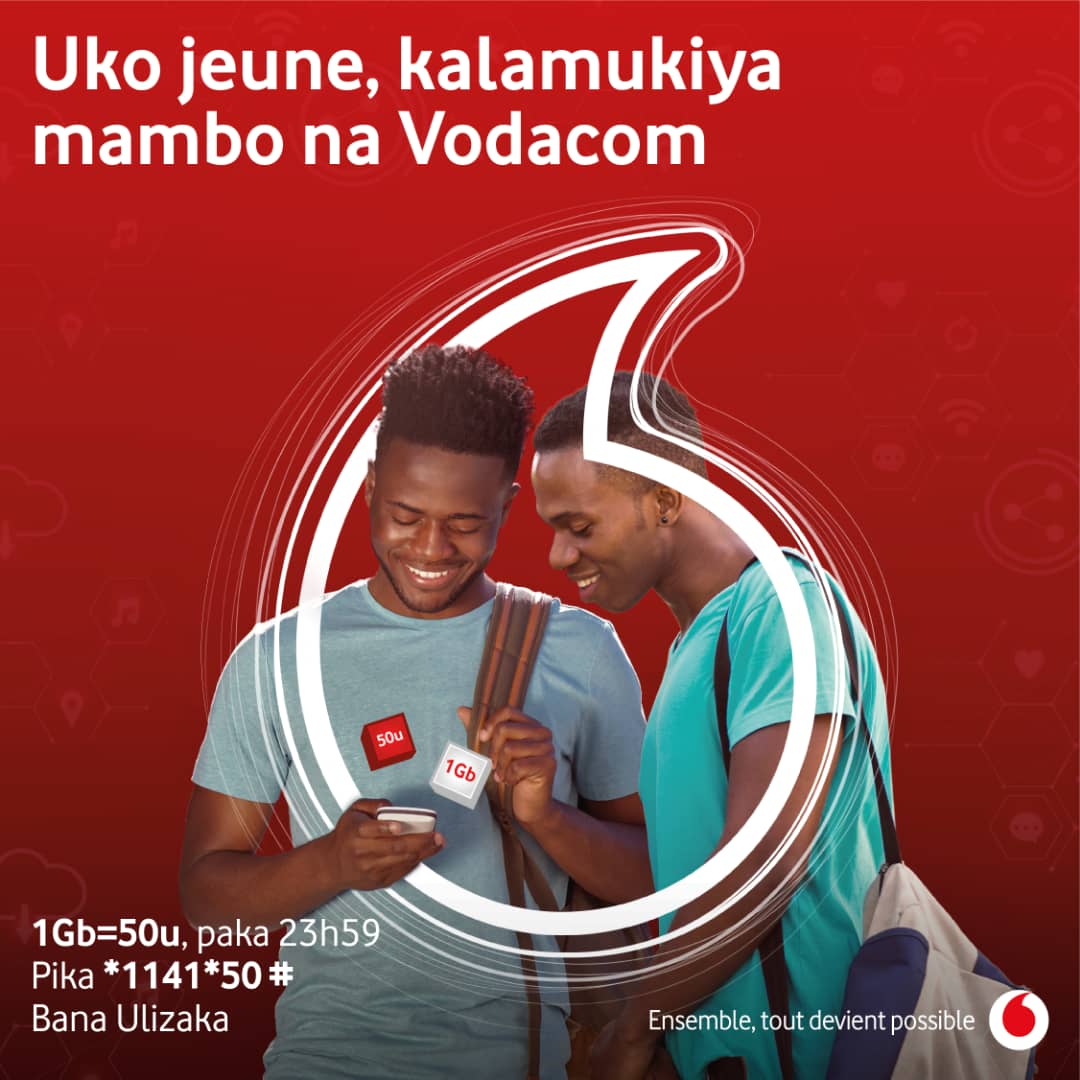 Uko jeune, kalamukiya
mambo na Vodacom
50u
1Gb
1Gb=50u, paka 23h59
Pika *1141*50#
Bana Ulizaka
Ensemble, tout devient possible